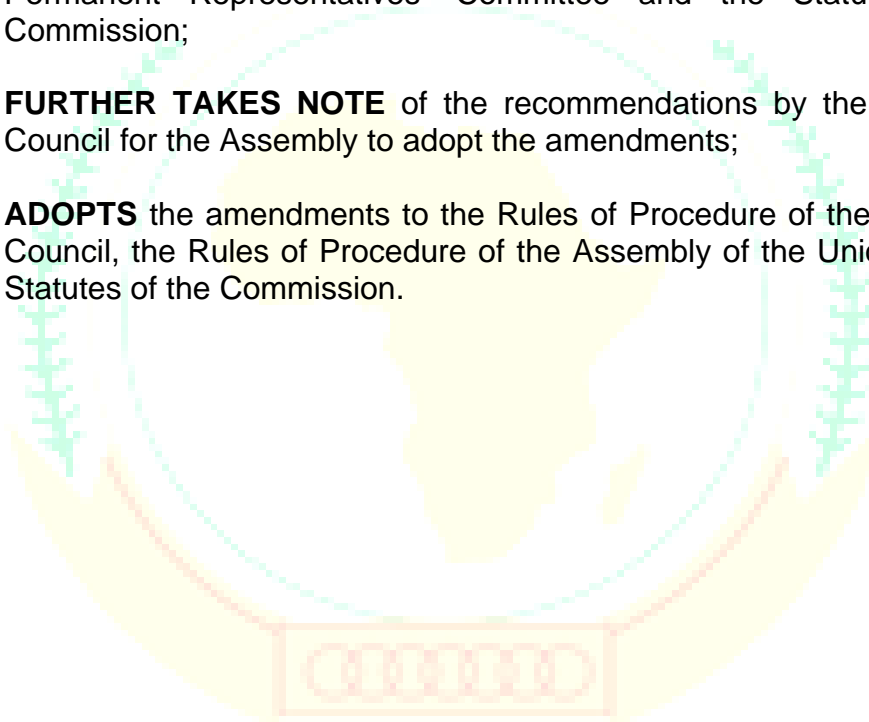 Permanent Representatives' Committee and the Statu
Commission;
FURTHER TAKES NOTE of the recommendations by the
Council for the Assembly to adopt the amendments;
ADOPTS the amendments to the Rules of Procedure of the
Council, the Rules of Procedure of the Assembly of the Uni
Statutes of the Commission.